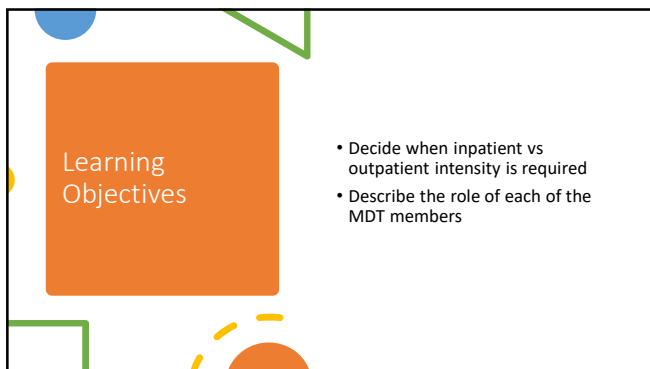 Learning
Objectives
• Decide when inpatient vs
outpatient intensity is required
• Describe the role of each of the
MDT members